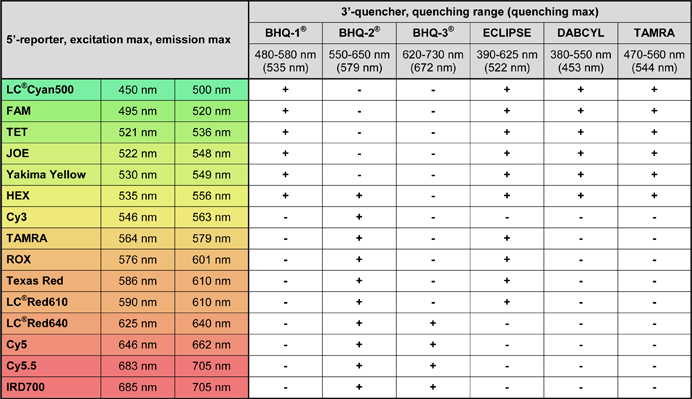 3'-quencher, quenching range (quenching max)
5'-reporter, excitation max, emission max
BHQ-1® BHQ-2® BHQ-3® ECLIPSE DABCYL TAMRA
480-580 nm 550-650 nm 620-730 nm 390-625 nm 380-550 nm 470-560 nm
(535 nm) (579 nm) (672 nm) (522 nm) (453 nm) (544 nm)
LC®Cyan500 450 nm 500 nm + - - + + +
FAM 495 nm 520 nm + - - + + +
TET 521 nm 536 nm + - - + + +
JOE 522 nm 548 nm + - - + + +
Yakima Yellow 530 nm 549 nm + - - + + +
HEX 535 nm 556 nm + + - + + +
Cy3 546 nm 563 nm - + - - - -
TAMRA 564 nm 579 nm - + - + - -
ROX 576 nm 601 nm - + - + - -
Texas Red 586 nm 610 nm - + - + - -
LC®Red610 590 nm 610 nm - + - + - -
LC®Red640 625 nm 640 nm - + + - - -
Cy5 646 nm 662 nm - + + - - -
Cy5.5 683 nm 705 nm - + + - - -
IRD700 685 nm 705 nm - + + - - -